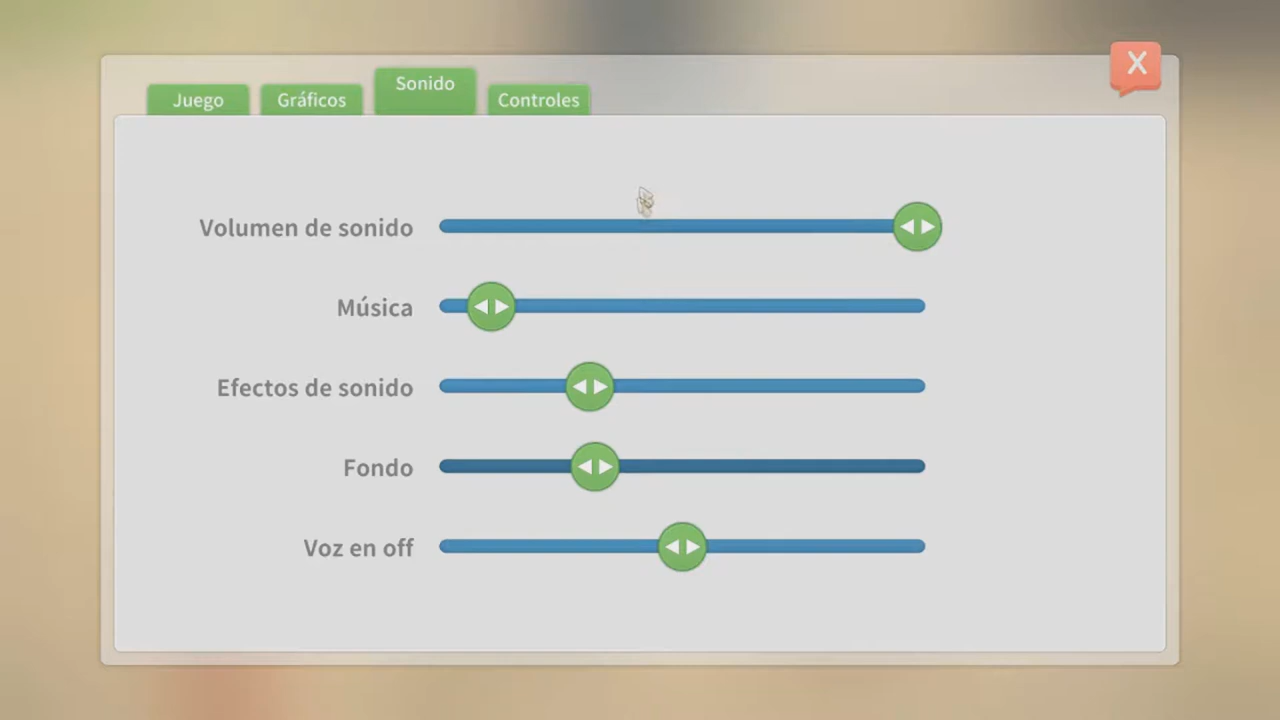 Juego
Gráficos
Sonido
Controles
X
Volumen de sonido
Música
Efectos de sonido
Fondo
Voz en off